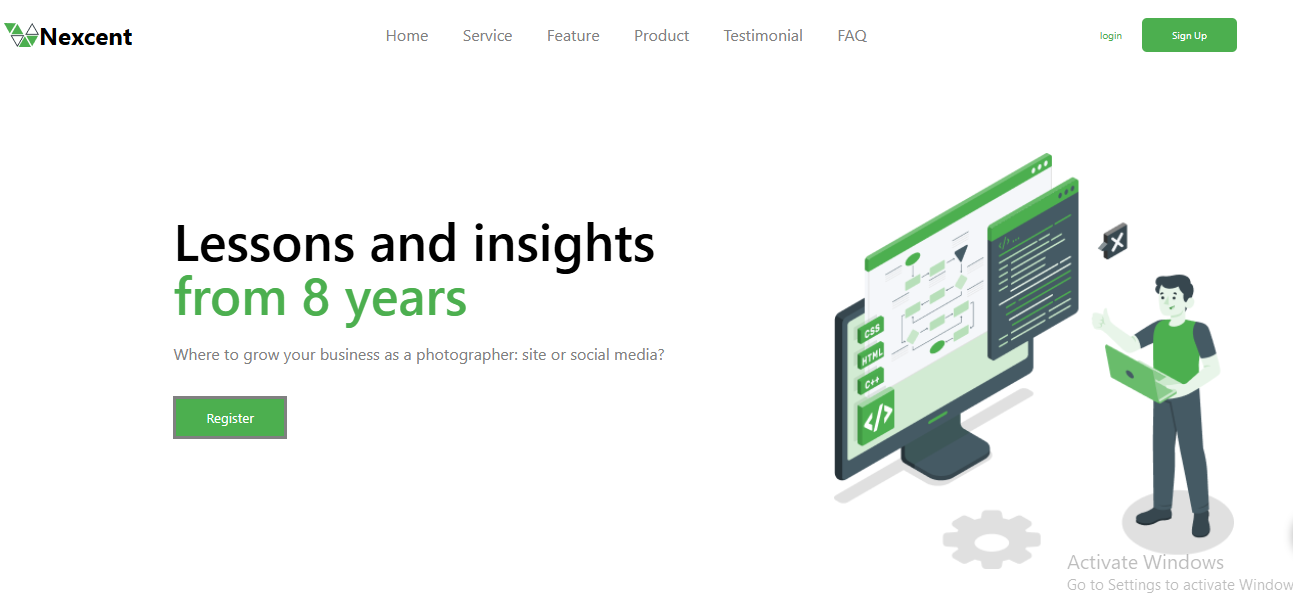 Nexcent
Home Service Feature Product Testimonial FAQ
login
Sign Up
Lessons and insights
from 8 years
Where to grow your business as a photographer: site or social media?
Register
</> ...
X
CSS
HTML
C++
</>
Activate Windows
Go to Settings to activate Window